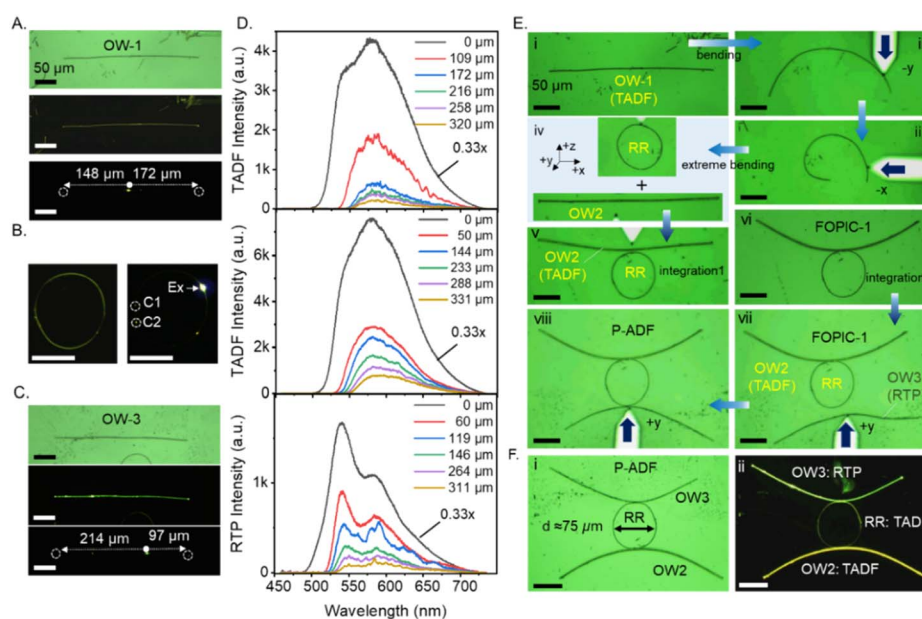 A.
OW-1
50 μm
148 μm 172 μm
B.
Ex
C1
C2
C.
OW-3
214 μm 97 μm
D.
TADF Intensity (a.u.)
4k
3k
2k
1k
0
0 μm
109 μm
172 μm
216 μm
258 μm
320 μm
0.33x
TADF Intensity (a.u.)
6k
4k
2k
0
0 μm
50 μm
144 μm
233 μm
288 μm
331 μm
0.33x
RTP Intensity (a.u.)
1k
0
0 μm
60 μm
119 μm
146 μm
264 μm
311 μm
0.33x
450 500 550 600 650 700
Wavelength (nm)
E.
i
50 μm
OW-1
(TADF)
bending
ii
-y
iii
-x
extreme bending
iv
+z
+y
+x
RR
+
OW2
v
OW2
(TADF)
RR
integration1
vi
FOPIC-1
integration
vii
FOPIC-1
OW2
(TADF)
RR
OW3
(RTP
+y
viii
P-ADF
+y
F.
i
P-ADF
OW3
d ≈75 μm
RR
OW2
ii
OW3: RTP
RR: TAD
OW2: TADF